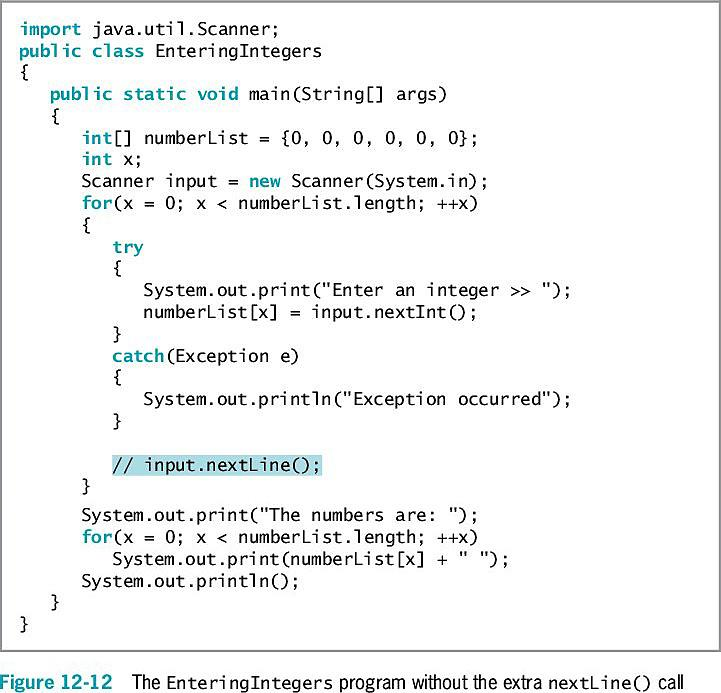 import java.util.Scanner;
public class EnteringIntegers
{
   public static void main(String[] args)
   {
      int[] numberList = {0, 0, 0, 0, 0, 0};
      int x;
      Scanner input = new Scanner(System.in);
      for(x = 0; x < numberList.length; ++x)
      {
         try
         {
            System.out.print("Enter an integer >> ");
            numberList[x] = input.nextInt();
         }
         catch(Exception e)
         {
            System.out.println("Exception occurred");
         }
         // input.nextLine();
      }
      System.out.print("The numbers are: ");
      for(x = 0; x < numberList.length; ++x)
         System.out.print(numberList[x] + " ");
      System.out.println();
   }
}
Figure 12-12 The EnteringIntegers program without the extra nextLine() call